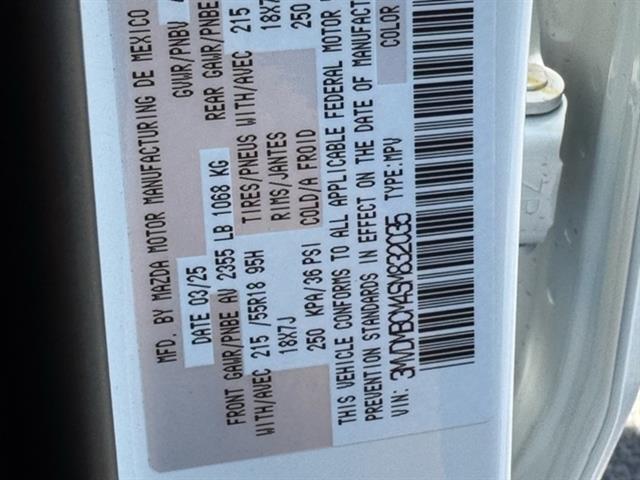 MFD. BY MAZDA MOTOR MANUFACTURING DE MEXICO
DATE 03/25 GVWR/PNBV
FRONT GAWR/PNBE AV 2355 LB 1068 KG REAR GAWR/PNBE
WITH/AVEC 215 /55R18 95H TIRES/PNEUS WITH/AVEC 215
18X7J RIMS/JANTES 18X7
250 KPA/36 PSI COLD/A FROID 250
THIS VEHICLE CONFORMS TO ALL APPLICABLE FEDERAL MOTOR
PREVENTION STANDARDS IN EFFECT ON THE DATE OF MANUFACT
VIN: 3MVDMBCMXSM832035 TYPE:MPV COLOR